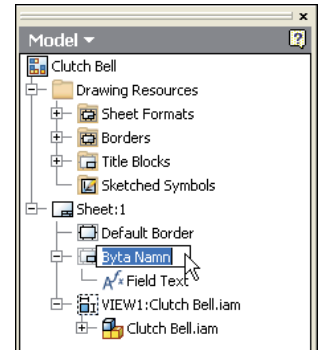 Model
Clutch Bell
Drawing Resources
Sheet Formats
Borders
Title Blocks
Sketched Symbols
Sheet:1
Default Border
Byta Namn
Field Text
VIEW1:Clutch Bell.iam
Clutch Bell.iam